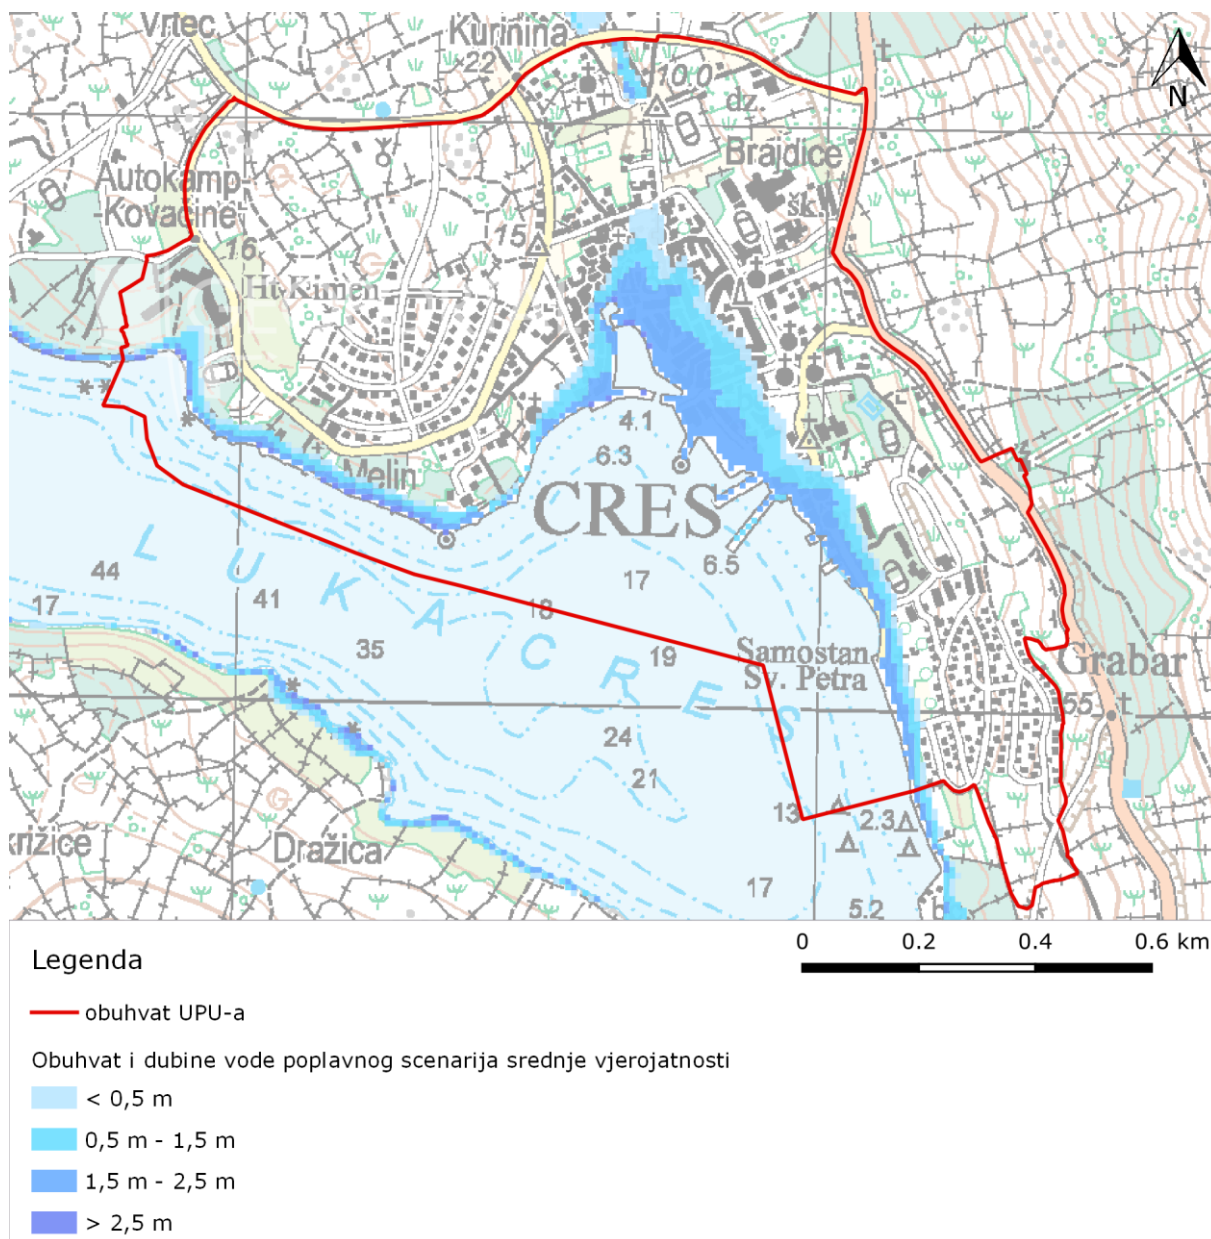 Vrtec
Kurinina
22
10.0
t
N
dz.
Brajdice
šk.
Autokamp-
-Kovačine-
16
15
Ht Kimen
4.1
6.3
7
Melin
CRES
6.5
17
LUKA CRES
44
17
41
18
35
19
Samostan
Sv. Petra
Grabar
55
t
24
21
13
2.3
križice
Dražica
17
5.2
b
0 0.2 0.4 0.6 km
Legenda
obuhvat UPU-a
Obuhvat i dubine vode poplavnog scenarija srednje vjerojatnosti
< 0,5 m
0,5 m - 1,5 m
1,5 m - 2,5 m
> 2,5 m